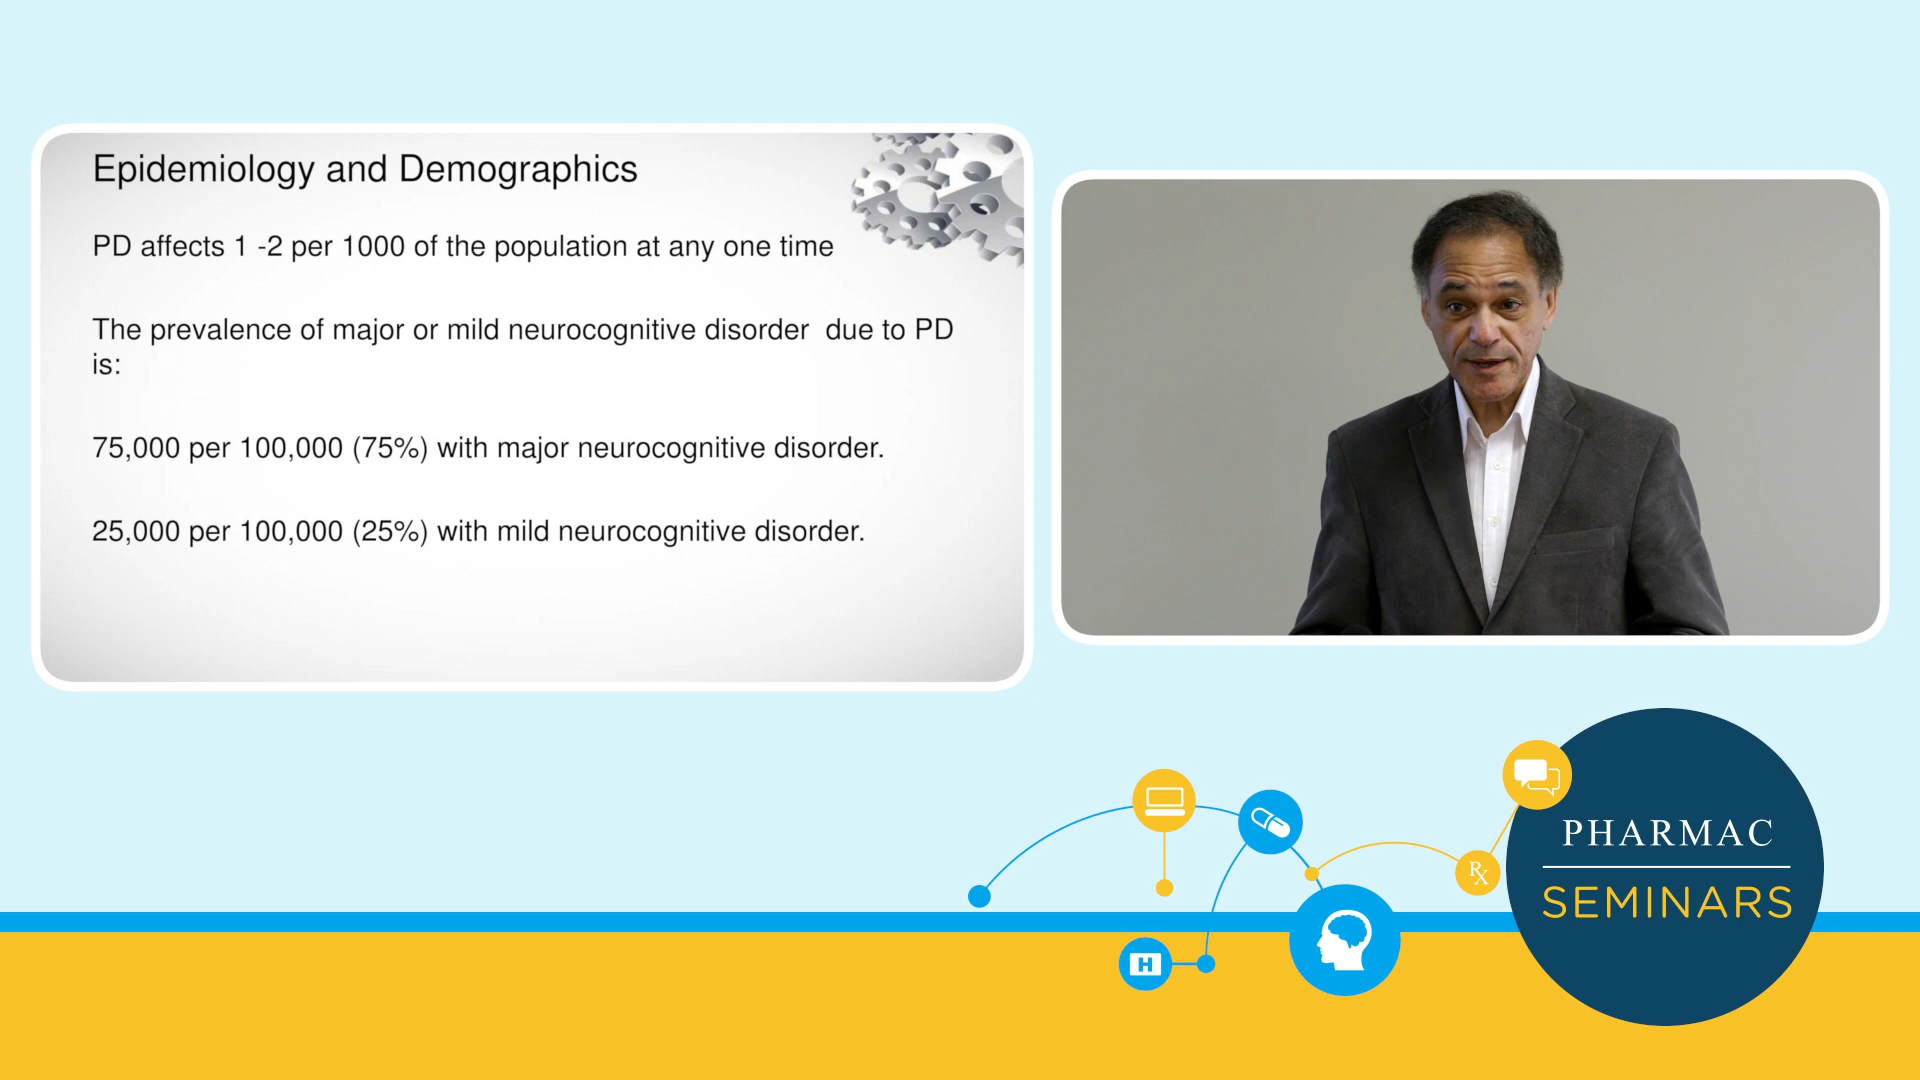 Epidemiology and Demographics
PD affects 1 -2 per 1000 of the population at any one time
The prevalence of major or mild neurocognitive disorder  due to PD
is:
75,000 per 100,000 (75%) with major neurocognitive disorder.
25,000 per 100,000 (25%) with mild neurocognitive disorder.
PHARMAC
SEMINARS
Rx
H